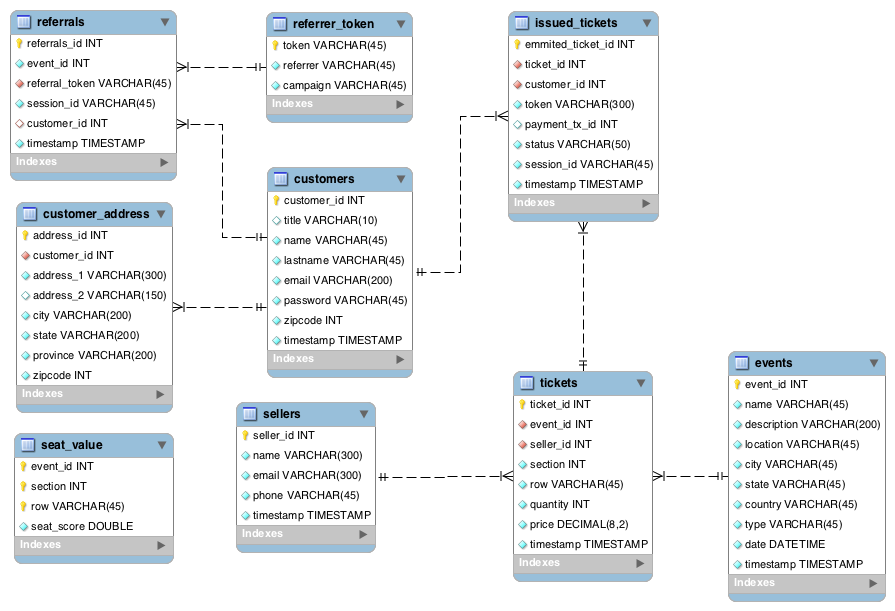 referrals
referrals_id INT
event_id INT
referral_token VARCHAR(45)
session_id VARCHAR(45)
customer_id INT
timestamp TIMESTAMP
Indexes
referrer_token
token VARCHAR(45)
referrer VARCHAR(45)
campaign VARCHAR(45)
Indexes
issued_tickets
emmited_ticket_id INT
ticket_id INT
customer_id INT
token VARCHAR(300)
payment_tx_id INT
status VARCHAR(50)
session_id VARCHAR(45)
timestamp TIMESTAMP
Indexes
customer_address
address_id INT
customer_id INT
address_1 VARCHAR(300)
address_2 VARCHAR(150)
city VARCHAR(200)
state VARCHAR(200)
province VARCHAR(200)
zipcode INT
Indexes
customers
customer_id INT
title VARCHAR(10)
name VARCHAR(45)
lastname VARCHAR(45)
email VARCHAR(200)
password VARCHAR(45)
zipcode INT
timestamp TIMESTAMP
Indexes
seat_value
event_id INT
section INT
row VARCHAR(45)
seat_score DOUBLE
Indexes
sellers
seller_id INT
name VARCHAR(300)
email VARCHAR(300)
phone VARCHAR(45)
timestamp TIMESTAMP
Indexes
tickets
ticket_id INT
event_id INT
seller_id INT
section INT
row VARCHAR(45)
quantity INT
price DECIMAL(8,2)
timestamp TIMESTAMP
Indexes
events
event_id INT
name VARCHAR(45)
description VARCHAR(200)
location VARCHAR(45)
city VARCHAR(45)
state VARCHAR(45)
country VARCHAR(45)
type VARCHAR(45)
date DATETIME
timestamp TIMESTAMP
Indexes